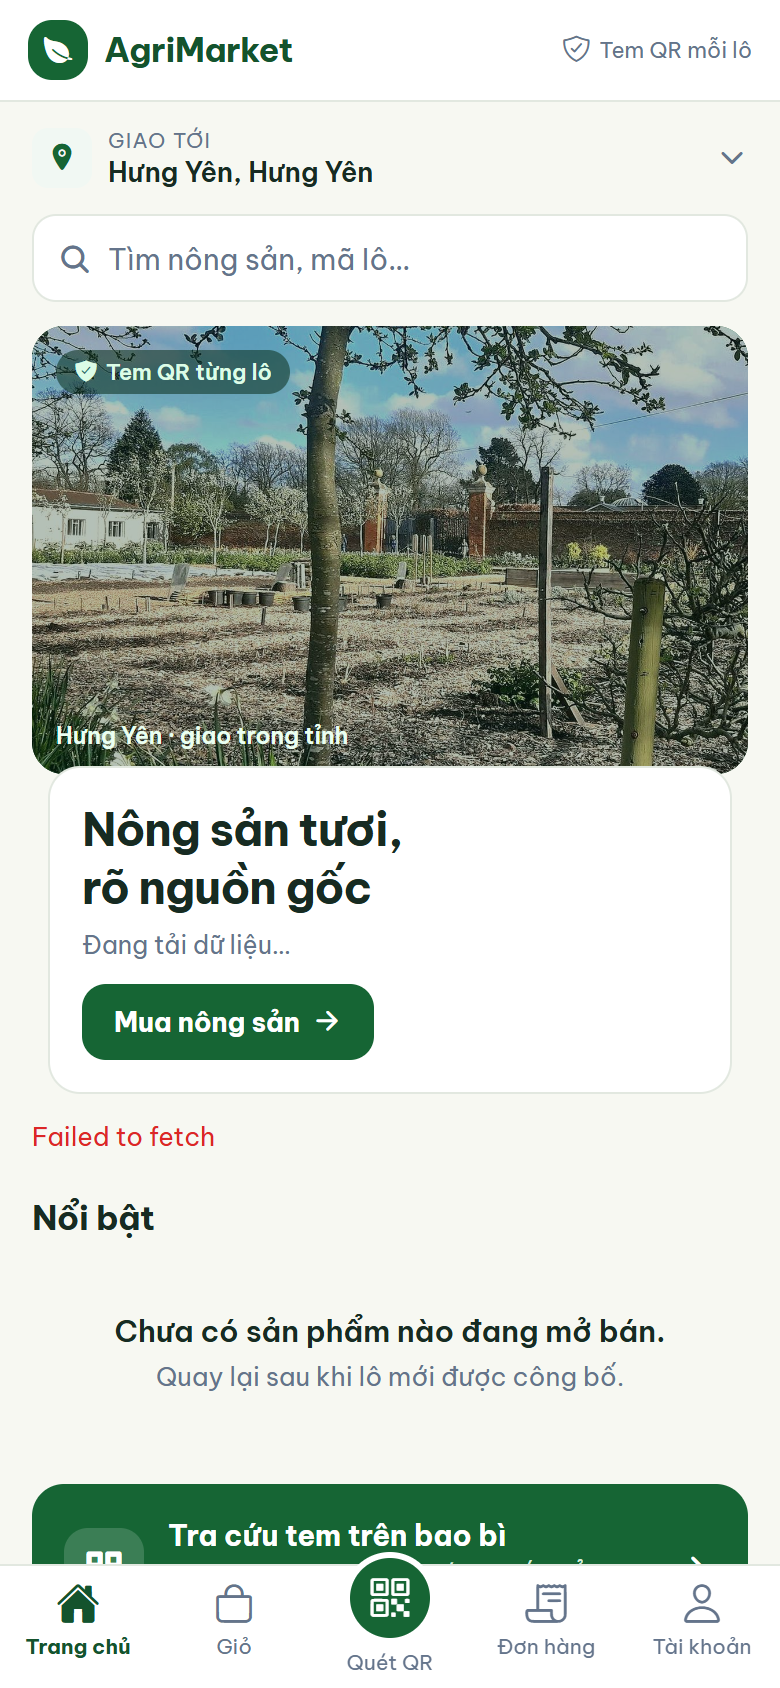 AgriMarket
Tem QR mỗi lô
GIAO TỚI
Hưng Yên, Hưng Yên
Tìm nông sản, mã lô...
Tem QR từng lô
Hưng Yên · giao trong tỉnh
Nông sản tươi,
rõ nguồn gốc
Đang tải dữ liệu...
Mua nông sản
Failed to fetch
Nổi bật
Chưa có sản phẩm nào đang mở bán.
Quay lại sau khi lô mới được công bố.
Tra cứu tem trên bao bì
Trang chủ
Giỏ
Quét QR
Đơn hàng
Tài khoản